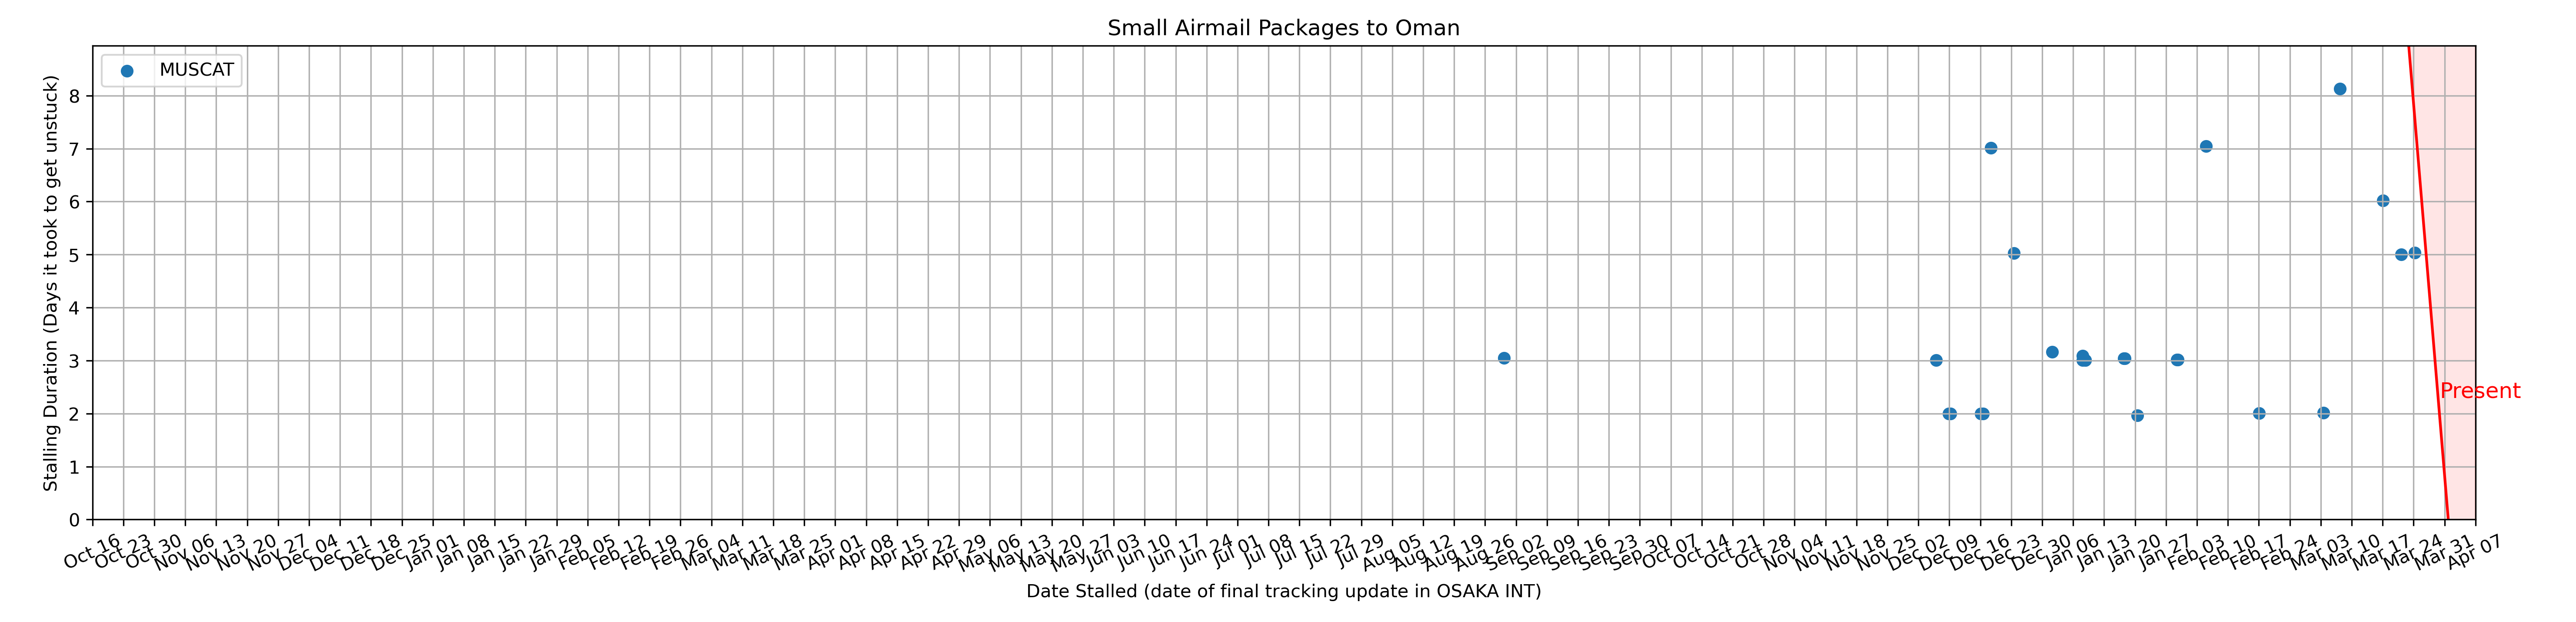 Small Airmail Packages to Oman
MUSCAT
Stalling Duration (Days it took to get unstuck)
8
7
6
5
4
3
2
1
0
Present
Oct 16
Oct 23
Oct 30
Nov 06
Nov 13
Nov 20
Nov 27
Dec 04
Dec 11
Dec 18
Dec 25
Jan 01
Jan 08
Jan 15
Jan 22
Jan 29
Feb 05
Feb 12
Feb 19
Feb 26
Mar 04
Mar 11
Mar 18
Mar 25
Apr 01
Apr 08
Apr 15
Apr 22
Apr 29
May 06
May 13
May 20
May 27
Jun 03
Jun 10
Jun 17
Jun 24
Jul 01
Jul 08
Jul 15
Jul 22
Jul 29
Aug 05
Aug 12
Aug 19
Aug 26
Sep 02
Sep 09
Sep 16
Sep 23
Sep 30
Oct 07
Oct 14
Oct 21
Oct 28
Nov 04
Nov 11
Nov 18
Nov 25
Dec 02
Dec 09
Dec 16
Dec 23
Dec 30
Jan 06
Jan 13
Jan 20
Jan 27
Feb 03
Feb 10
Feb 17
Feb 24
Mar 03
Mar 10
Mar 17
Mar 24
Mar 31
Apr 07
Date Stalled (date of final tracking update in OSAKA INT)